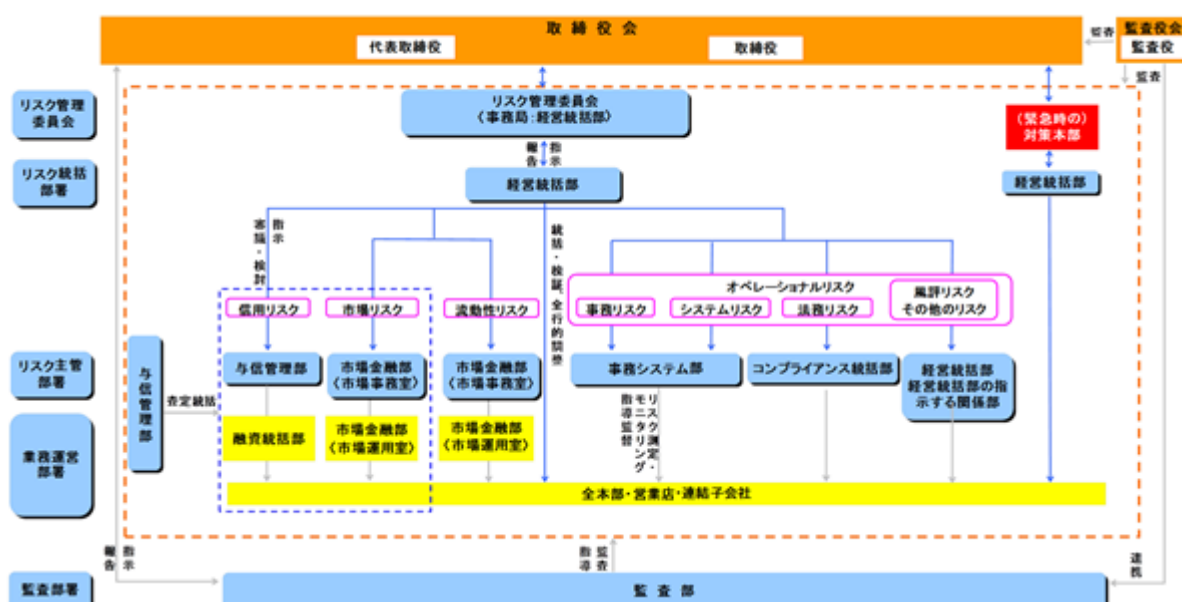 取締役会
代表取締役
取締役
監査役会
監査役
監査
監査
リスク管理
委員会
リスク管理委員会
〈事務局:経営統括部〉
(緊急時の)
対策本部
報告
指示
リスク統括
部署
経営統括部
経営統括部
審議・検討
指示
統括・検証、全行的調整
オペレーショナルリスク
信用リスク
市場リスク
流動性リスク
事務リスク
システムリスク
法務リスク
風評リスク
その他のリスク
リスク主管
部署
与信管理部
査定統括
与信管理部
市場金融部
〈市場事務室〉
市場金融部
〈市場事務室〉
事務システム部
コンプライアンス統括部
経営統括部
経営統括部の指
示する関係部
業務運営
部署
融資統括部
市場金融部
〈市場運用室〉
市場金融部
〈市場運用室〉
リスク測定・
モニタリング
指導監督
全本部・営業店・連結子会社
報告
指示
指導
監査
連携
監査部署
監査部